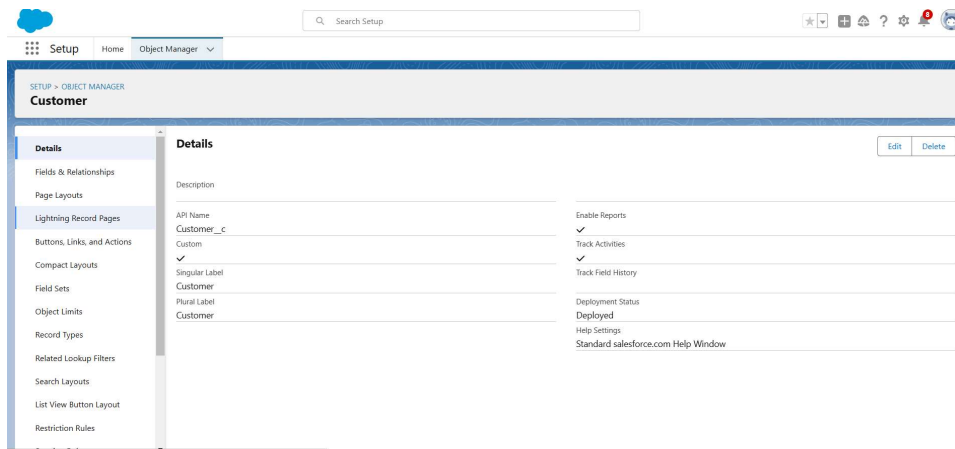 Search Setup
8
Setup
Home
Object Manager
SETUP > OBJECT MANAGER
Customer
Details
Fields & Relationships
Page Layouts
Lightning Record Pages
Buttons, Links, and Actions
Compact Layouts
Field Sets
Object Limits
Record Types
Related Lookup Filters
Search Layouts
List View Button Layout
Restriction Rules
Details
Edit
Delete
Description
API Name
Customer__c
Custom
Singular Label
Customer
Plural Label
Customer
Enable Reports
Track Activities
Track Field History
Deployment Status
Deployed
Help Settings
Standard salesforce.com Help Window